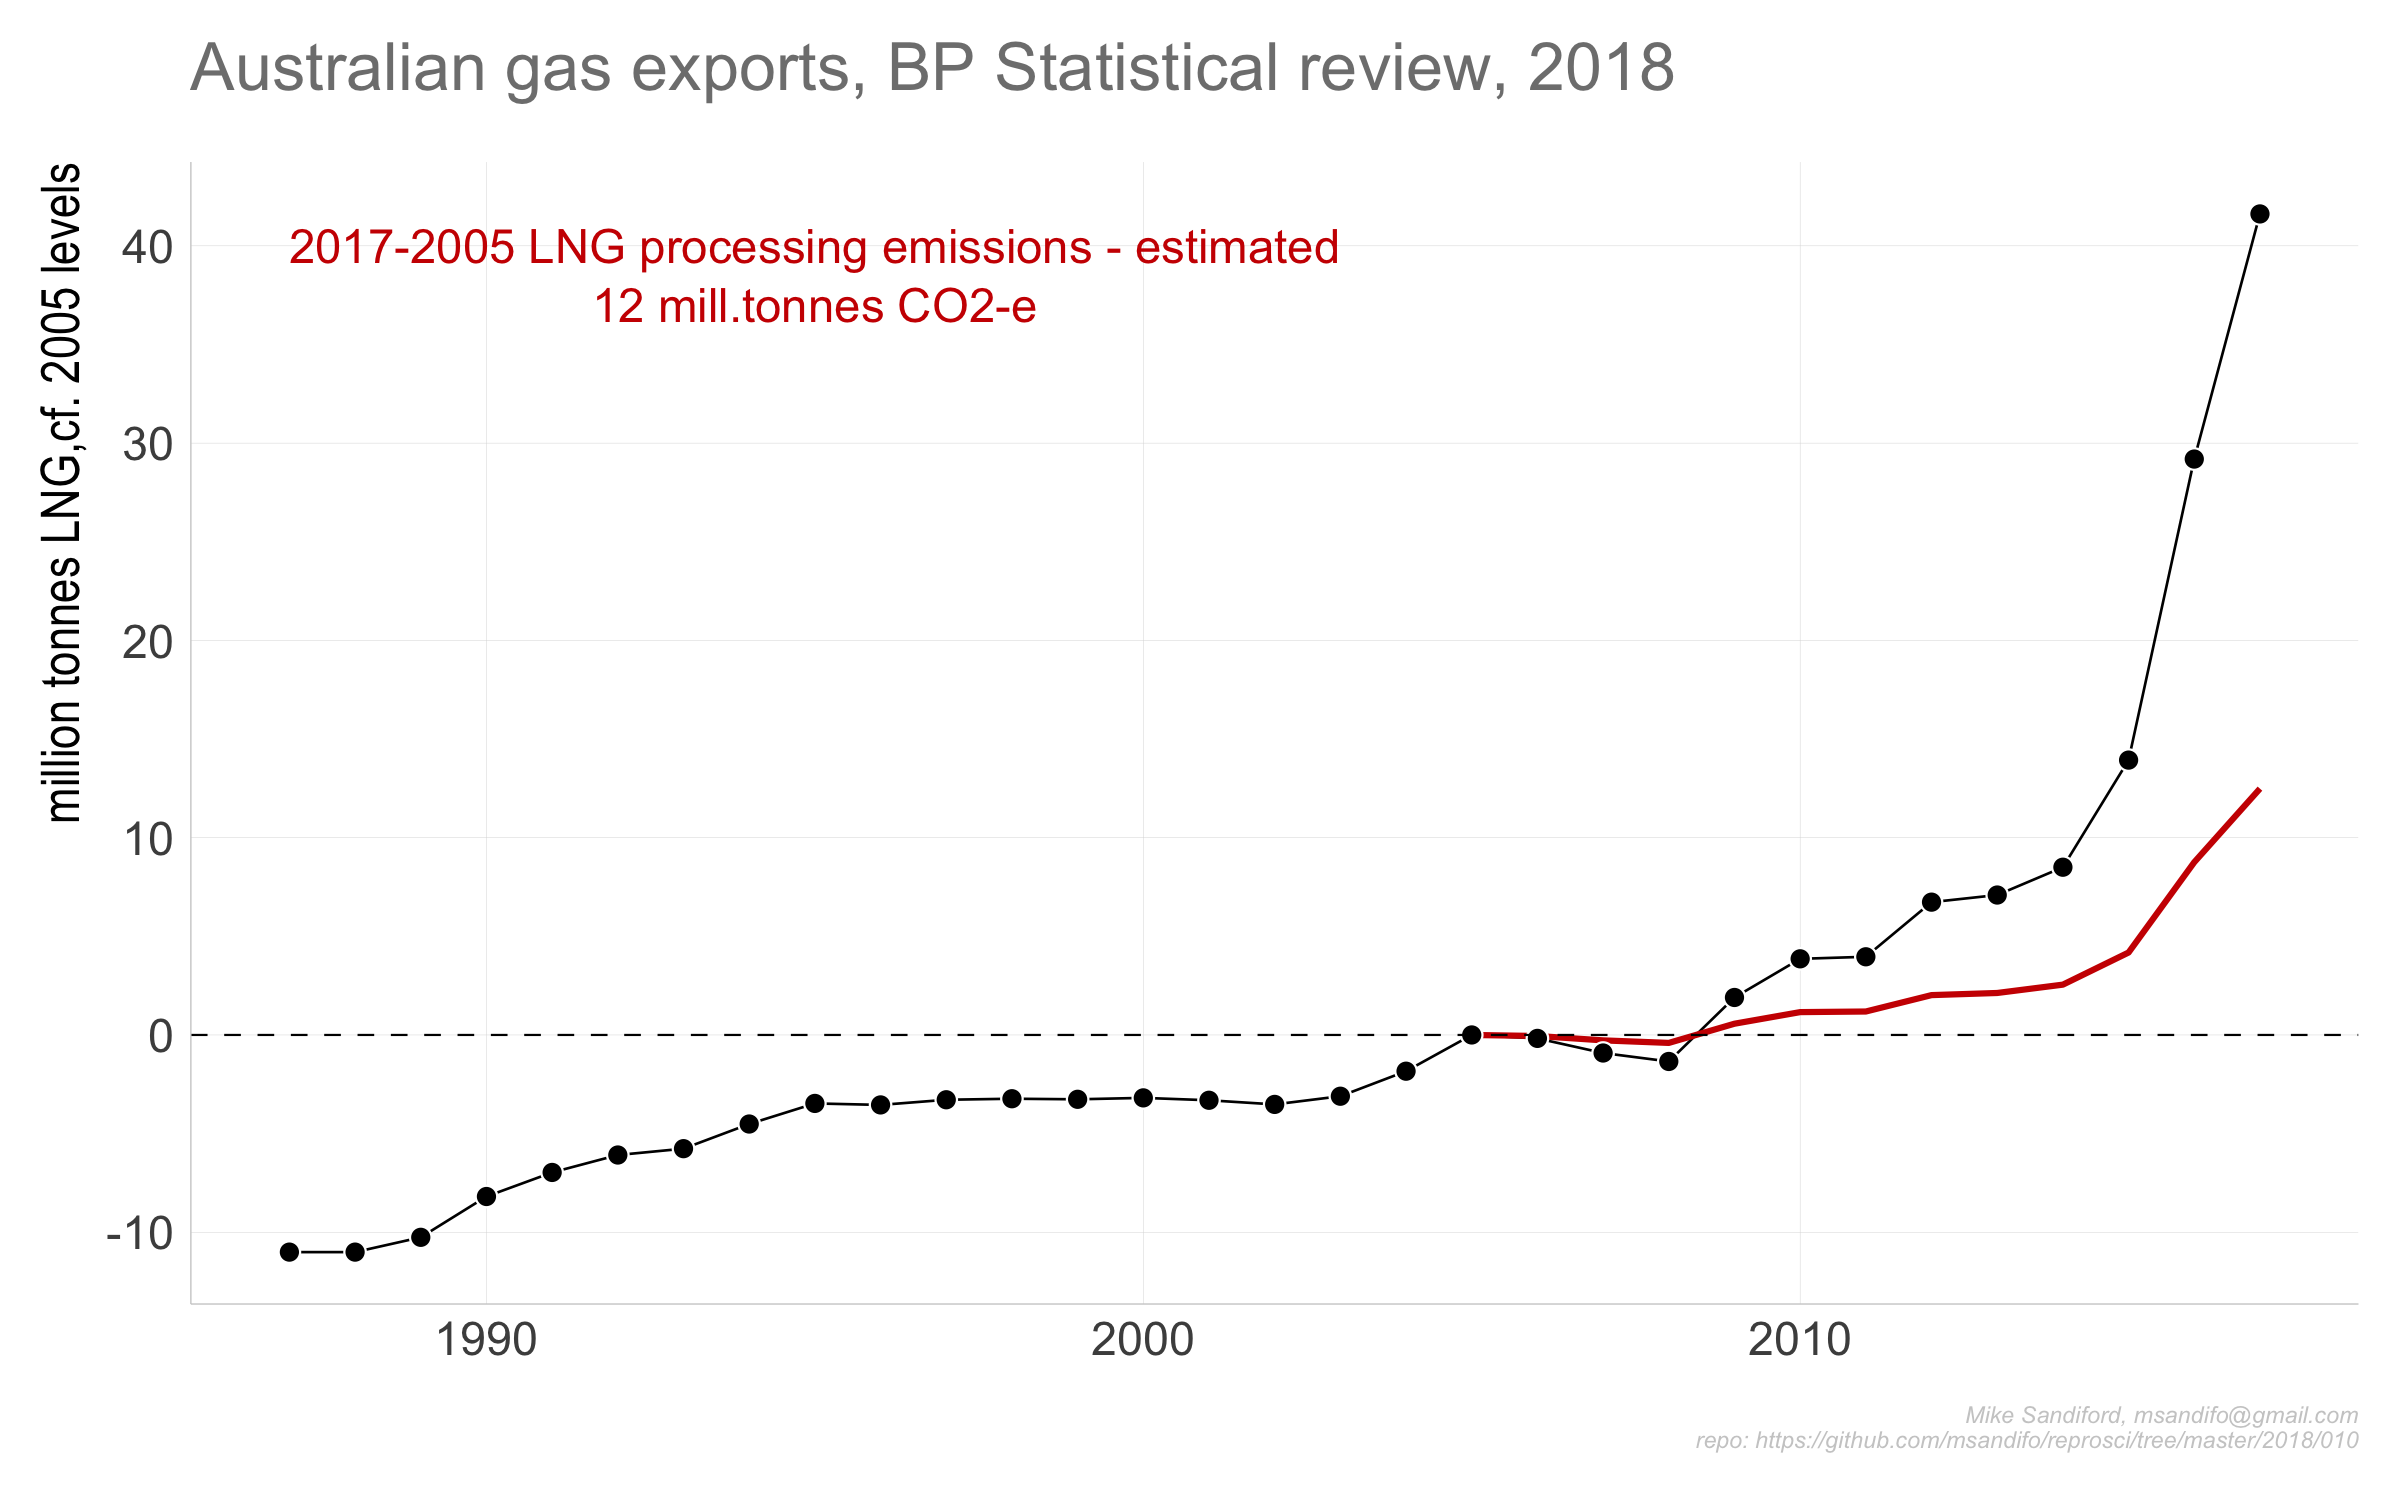 Australian gas exports, BP Statistical review, 2018
million tonnes LNG,cf. 2005 levels
2017-2005 LNG processing emissions - estimated
12 mill.tonnes CO2-e
40
30
20
10
0
-10
1990
2000
2010
Mike Sandiford, msandifo@gmail.com
repo: https://github.com/msandifo/reprosci/tree/master/2018/010